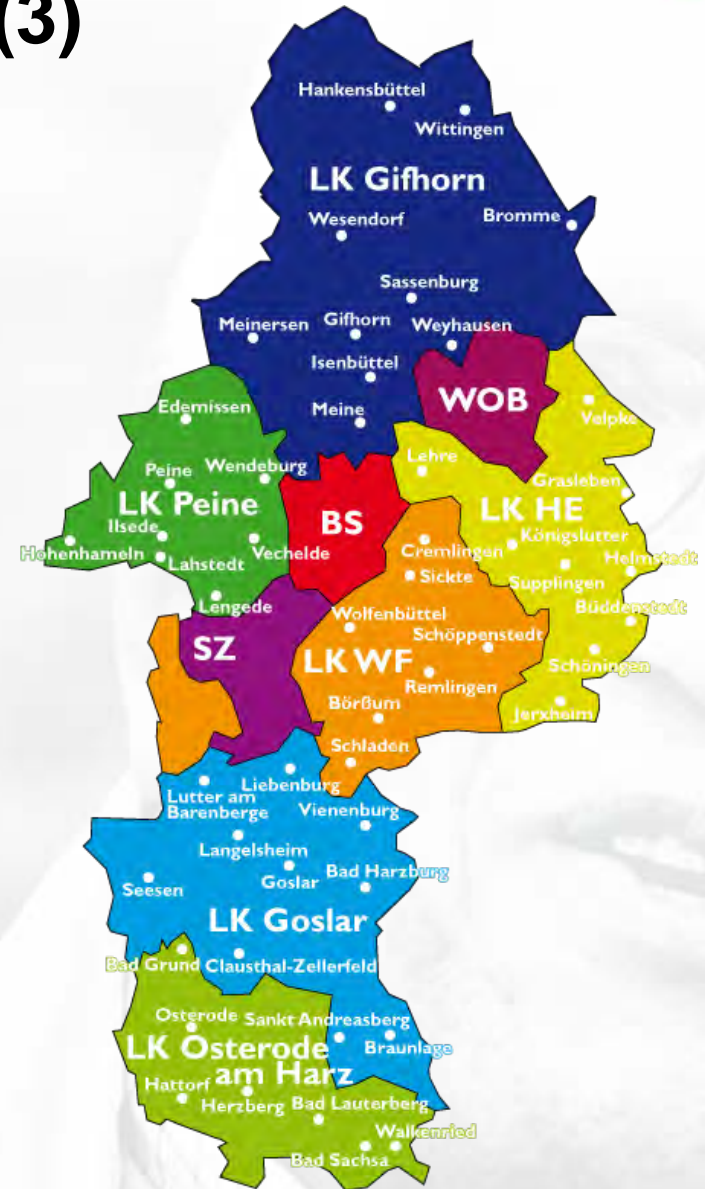 (3)
Hankensbüttel
Wittingen
LK Gifhorn
Wesendorf
Bromme
Sassenburg
Meinersen
Gifhorn
Weyhausen
Isenbüttel
WOB
Edemissen
Meine
Velpke
Lehre
Peine
Wendeburg
Grasleben
LK Peine
LK HE
BS
Ilsede
Königslutter
Hohenhameln
Vechelde
Cremlingen
Lahstedt
Helmstedt
Sickte
Supplingen
Lengede
Büddenstedt
Wolfenbüttel
Schöppenstedt
SZ
LK WF
Schöningen
Remlingen
Börßum
Jerxheim
Schladen
Liebenburg
Lutter am
Barenberge
Vienenburg
Langelsheim
Bad Harzburg
Goslar
Seesen
LK Goslar
Bad Grund
Clausthal-Zellerfeld
Osterode
Sankt Andreasberg
LK Osterode
am Harz
Braunlage
Hattorf
Herzberg
Bad Lauterberg
Walkenried
Bad Sachsa